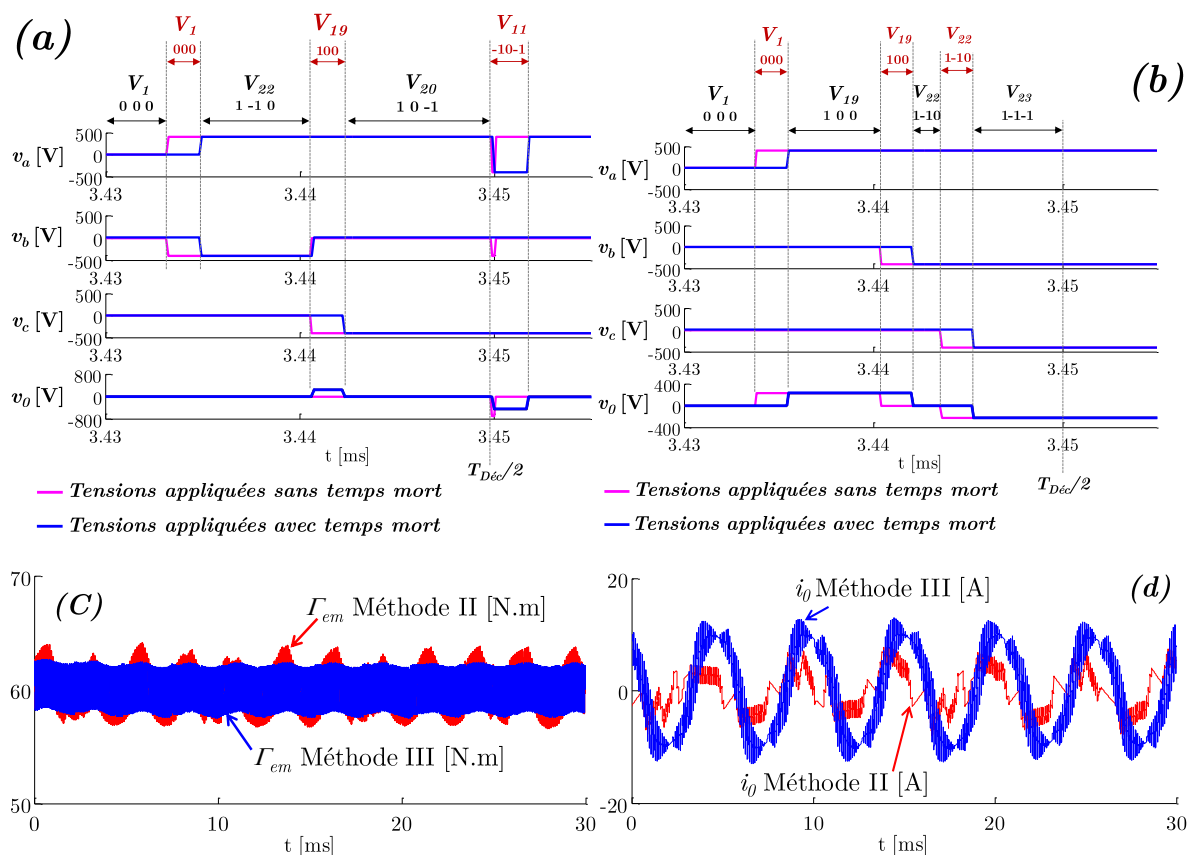 (a)
V1 V19 V11
000 100 -10-1
V1 V22 V20
0 0 0 1 -1 0 1 0 -1
500
va [V] 0
-500
3.43 3.44 3.45
500
vb [V] 0
-500
3.43 3.44 3.45
500
vc [V] 0
-500
3.43 3.44 3.45
800
v0 [V] 0
-800
3.43 3.44 3.45
t [ms]
TDéc/2
Tensions appliquées sans temps mort
Tensions appliquées avec temps mort
(b)
V1 V19 V22
000 100 1-10
V1 V19 V22 V23
0 0 0 1 0 0 1-10 1-1-1
500
va [V] 0
-500
3.43 3.44 3.45
500
vb [V] 0
-500
3.43 3.44 3.45
500
vc [V] 0
-500
3.43 3.44 3.45
400
v0 [V] 0
-400
3.43 3.44 3.45
t [ms]
TDéc/2
Tensions appliquées sans temps mort
Tensions appliquées avec temps mort
70
(C)
Γem Méthode II [N.m]
60
Γem Méthode III [N.m]
50
0 10 20 30
t [ms]
20
(d)
i0 Méthode III [A]
0
i0 Méthode II [A]
-20
0 10 20 30
t [ms]